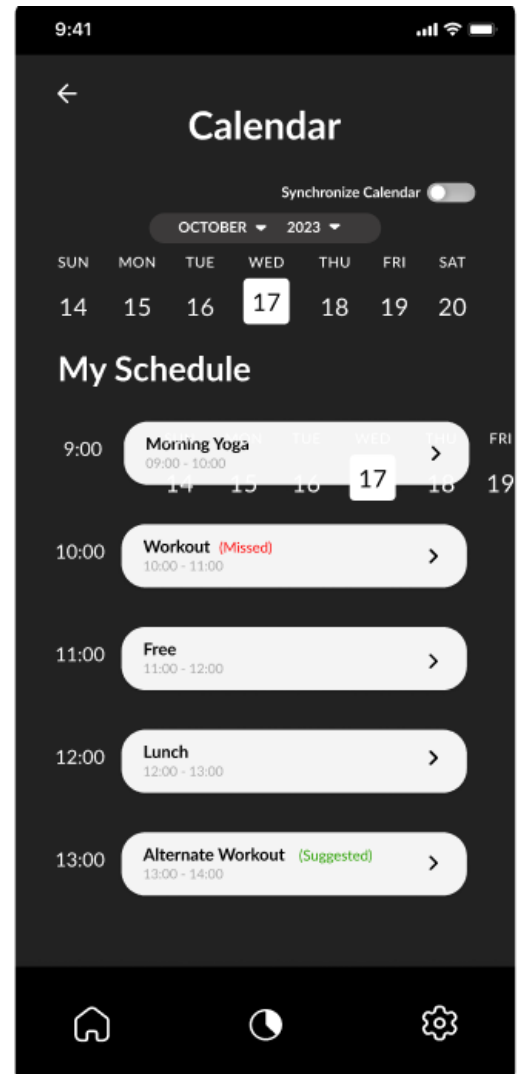 9:41
Calendar
Synchronize Calendar
OCTOBER 2023
SUN MON TUE WED THU FRI SAT
14 15 16 17 18 19 20
My Schedule
9:00
Morning Yoga
09:00 - 10:00
TUE WED THU FRI
14 15 16 17 18 19
10:00
Workout (Missed)
10:00 - 11:00
11:00
Free
11:00 - 12:00
12:00
Lunch
12:00 - 13:00
13:00
Alternate Workout (Suggested)
13:00 - 14:00